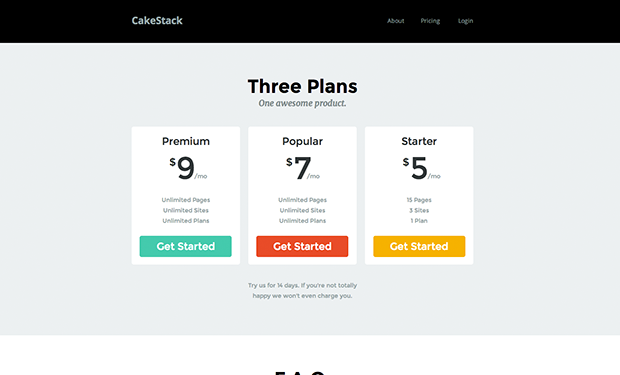 CakeStack
About Pricing Login
Three Plans
One awesome product.
Premium
$9/mo
Unlimited Pages
Unlimited Sites
Unlimited Plan
Get Started
Popular
$7/mo
Unlimited Pages
Unlimited Sites
Unlimited Plans
Get Started
Starter
$5/mo
15 Pages
3 Sites
1 Plan
Get Started
Try us for 14 days. If you're not totally
happy we won't even charge you.
F.A.Q